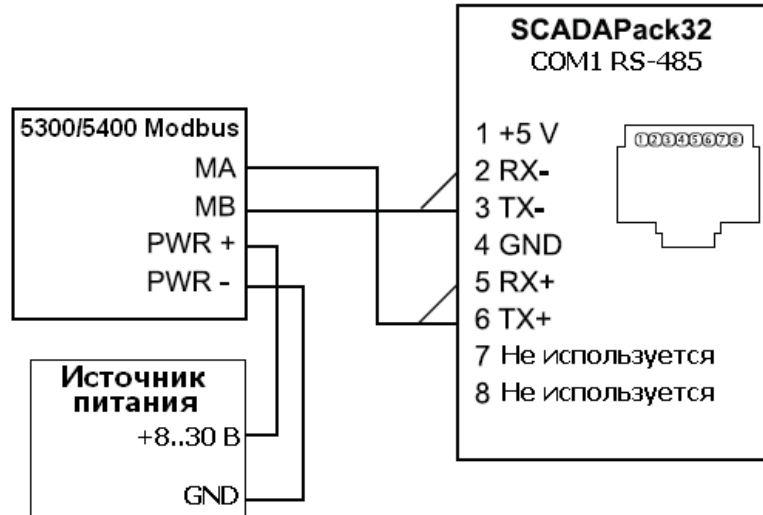 SCADAPack32
COM1 RS-485
5300/5400 Modbus
MA
MB
PWR +
PWR -
1 +5 V
2 RX-
3 TX-
4 GND
5 RX+
6 TX+
7 Не используется
8 Не используется
12345678
Источник
питания
+8..30 В
GND